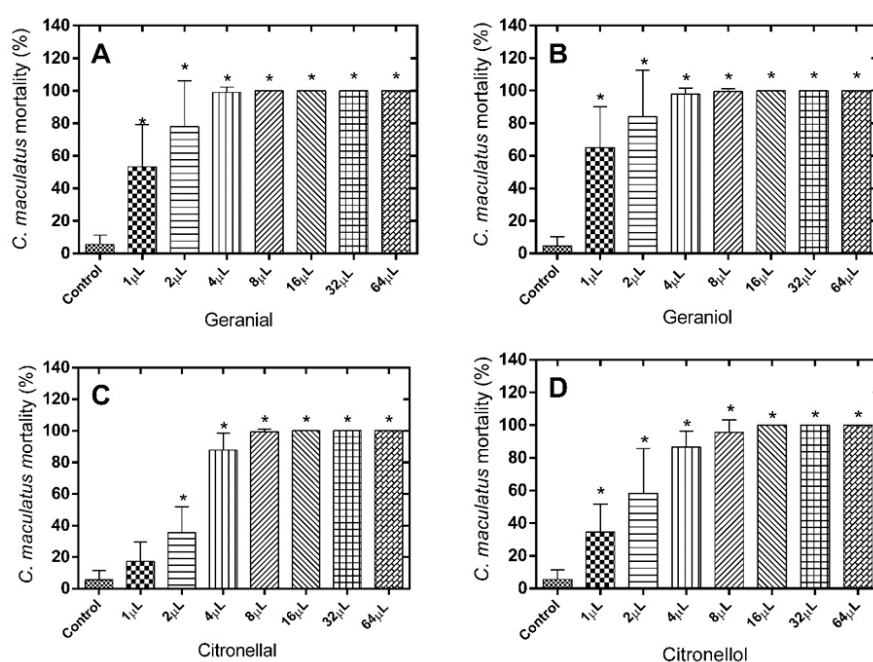 A
C. maculatus mortality (%)
140
120
100
80
60
40
20
0
* * * * * * *
Control 1µL 2µL 4µL 8µL 16µL 32µL 64µL
Geranial
B
C. maculatus mortality (%)
140
120
100
80
60
40
20
0
* * * * * * *
Control 1µL 2µL 4µL 8µL 16µL 32µL 64µL
Geraniol
C
C. maculatus mortality (%)
140
120
100
80
60
40
20
0
* * * * * *
Control 1µL 2µL 4µL 8µL 16µL 32µL 64µL
Citronellal
D
C. maculatus mortality (%)
140
120
100
80
60
40
20
0
* * * * * * *
Control 1µL 2µL 4µL 8µL 16µL 32µL 64µL
Citronellol